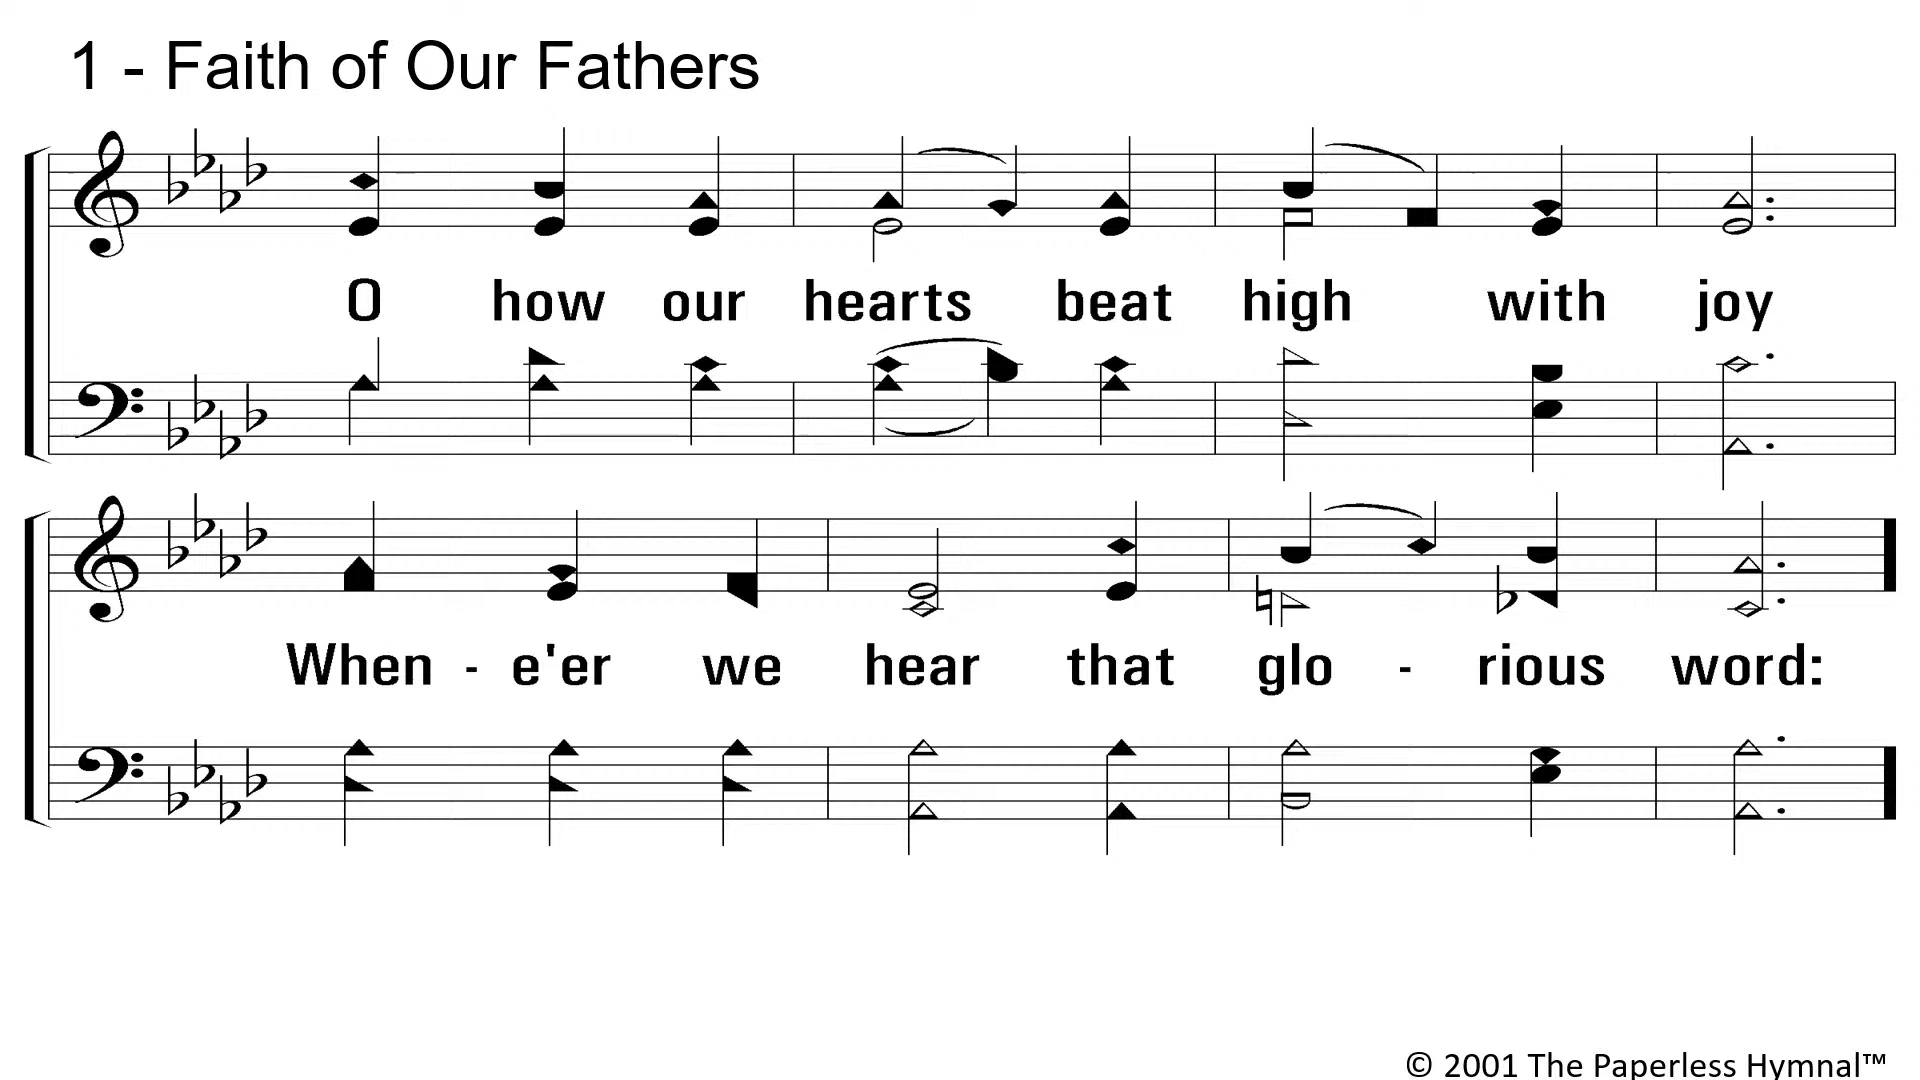 1 - Faith of Our Fathers
O how our hearts beat high with joy
When - e'er we hear that glo - rious word:
© 2001 The Paperless Hymnal™